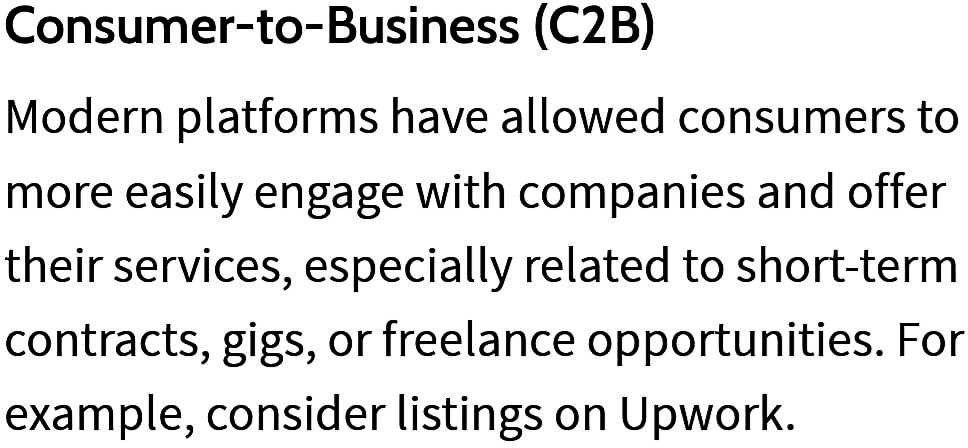 Consumer-to-Business (C2B)
Modern platforms have allowed consumers to
more easily engage with companies and offer
their services, especially related to short-term
contracts, gigs, or freelance opportunities. For
example, consider listings on Upwork.